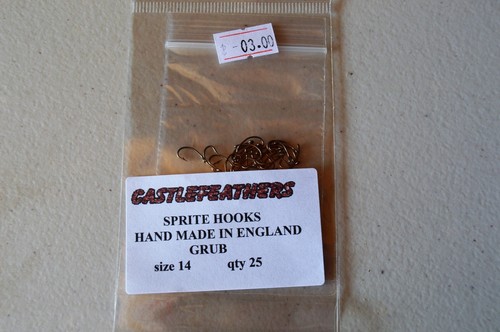 -03.00
CASTLEFEATHERS
SPRITE HOOKS
HAND MADE IN ENGLAND
GRUB
size 14 qty 25